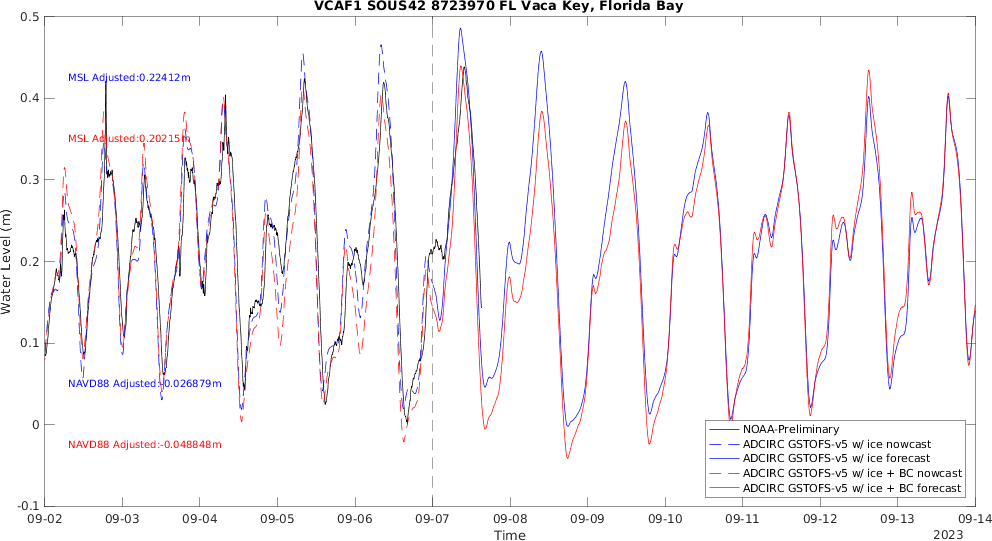 VCAF1 SOUS42 8723970 FL Vaca Key, Florida Bay
0.5
0.4
0.3
0.2
0.1
0
-0.1
Water Level (m)
MSL Adjusted:0.22412m
MSL Adjusted:0.20215m
NAVD88 Adjusted:-0.026879m
NAVD88 Adjusted:-0.048848m
NOAA-Preliminary
ADCIRC GSTOFS-v5 w/ ice nowcast
ADCIRC GSTOFS-v5 w/ ice forecast
ADCIRC GSTOFS-v5 w/ ice + BC nowcast
ADCIRC GSTOFS-v5 w/ ice + BC forecast
09-02 09-03 09-04 09-05 09-06 09-07 09-08 09-09 09-10 09-11 09-12 09-13 09-14
Time
2023